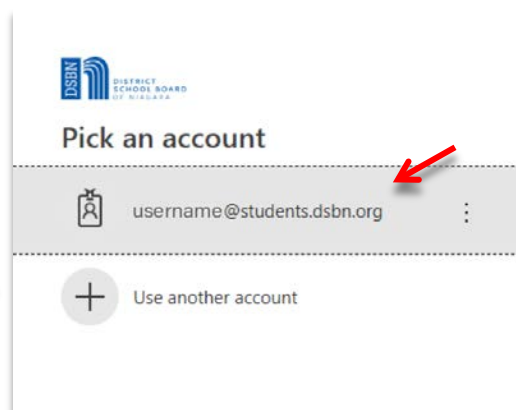 DSBN
DISTRICT
SCHOOL BOARD
OF NIAGARA
Pick an account
username@students.dsbn.org
Use another account